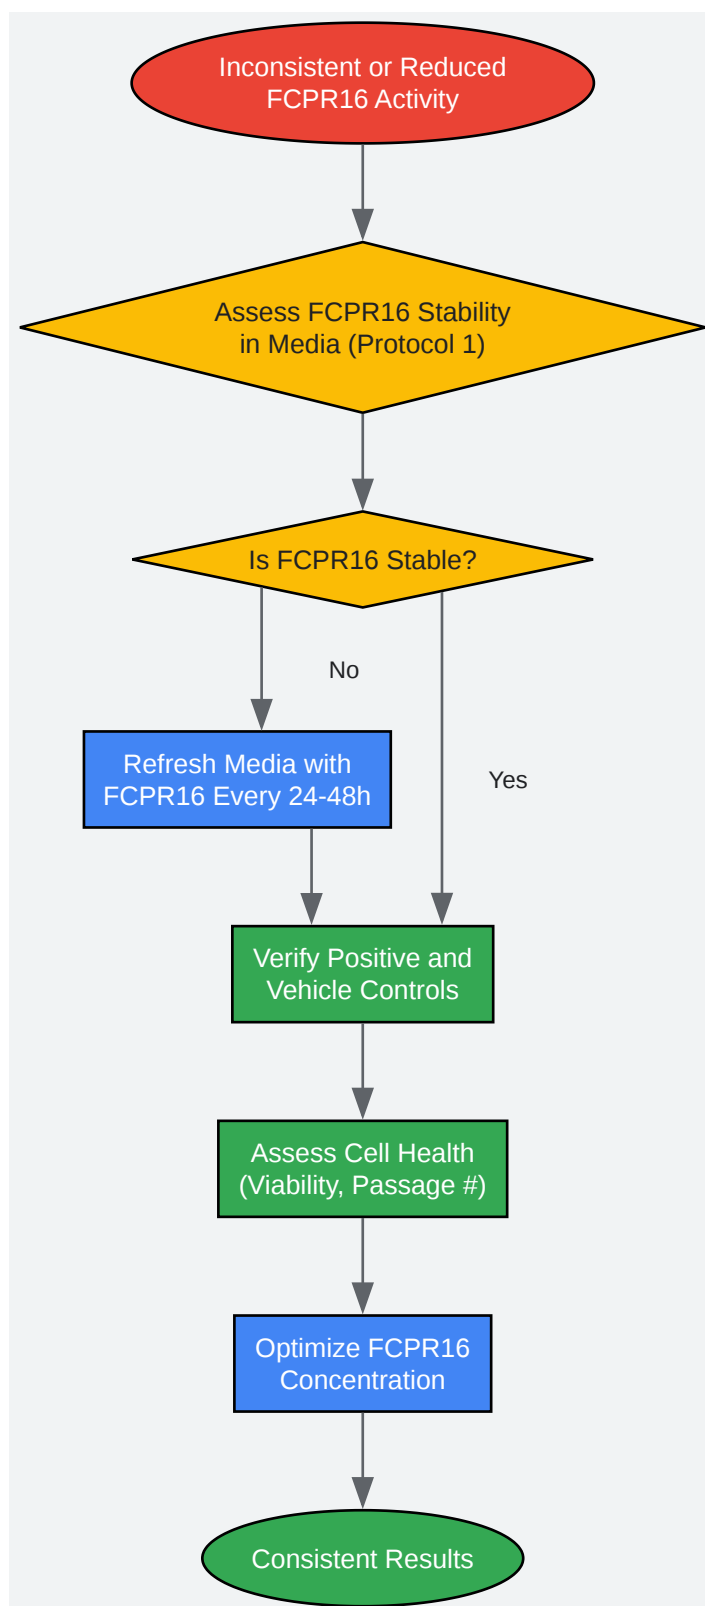 Inconsistent or Reduced
FCPR16 Activity
Assess FCPR16 Stability
in Media (Protocol 1)
Is FCPR16 Stable?
No
Refresh Media with
FCPR16 Every 24-48h
Yes
Verify Positive and
Vehicle Controls
Assess Cell Health
(Viability, Passage #)
Optimize FCPR16
Concentration
Consistent Results